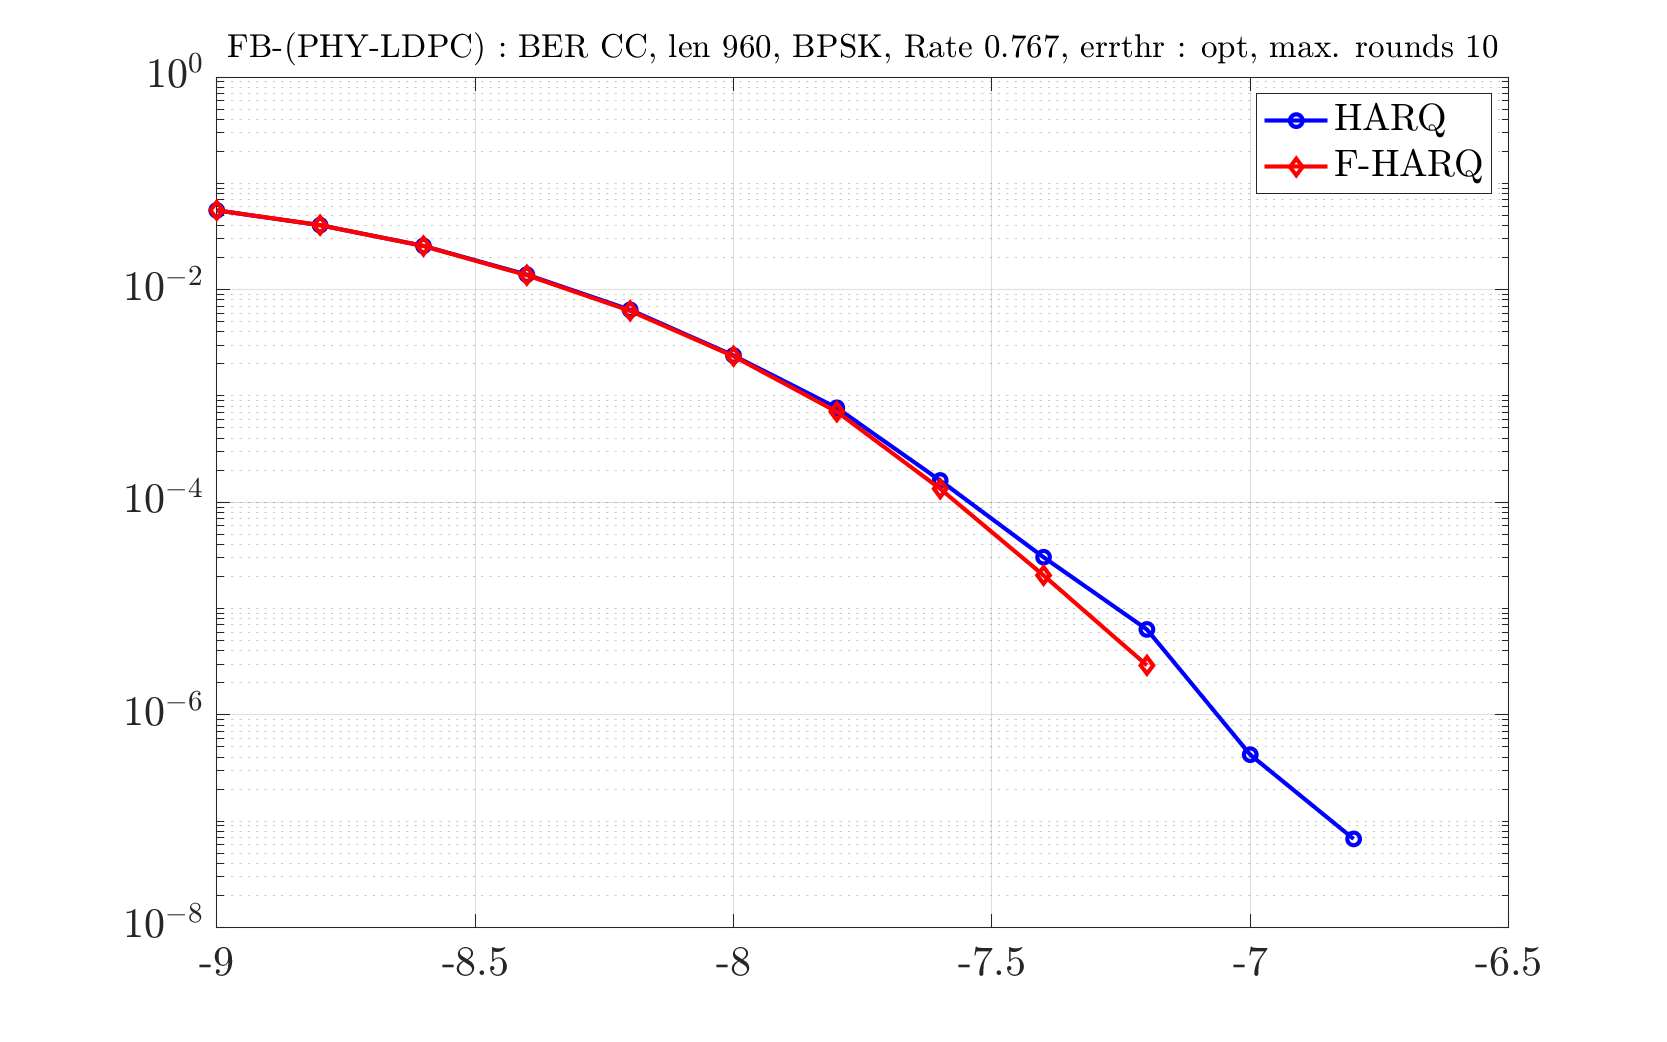 FB-(PHY-LDPC) : BER CC, len 960, BPSK, Rate 0.767, errthr : opt, max. rounds 10
10^0
HARQ
F-HARQ
10^−2
10^−4
10^−6
10^−8
-9 -8.5 -8 -7.5 -7 -6.5